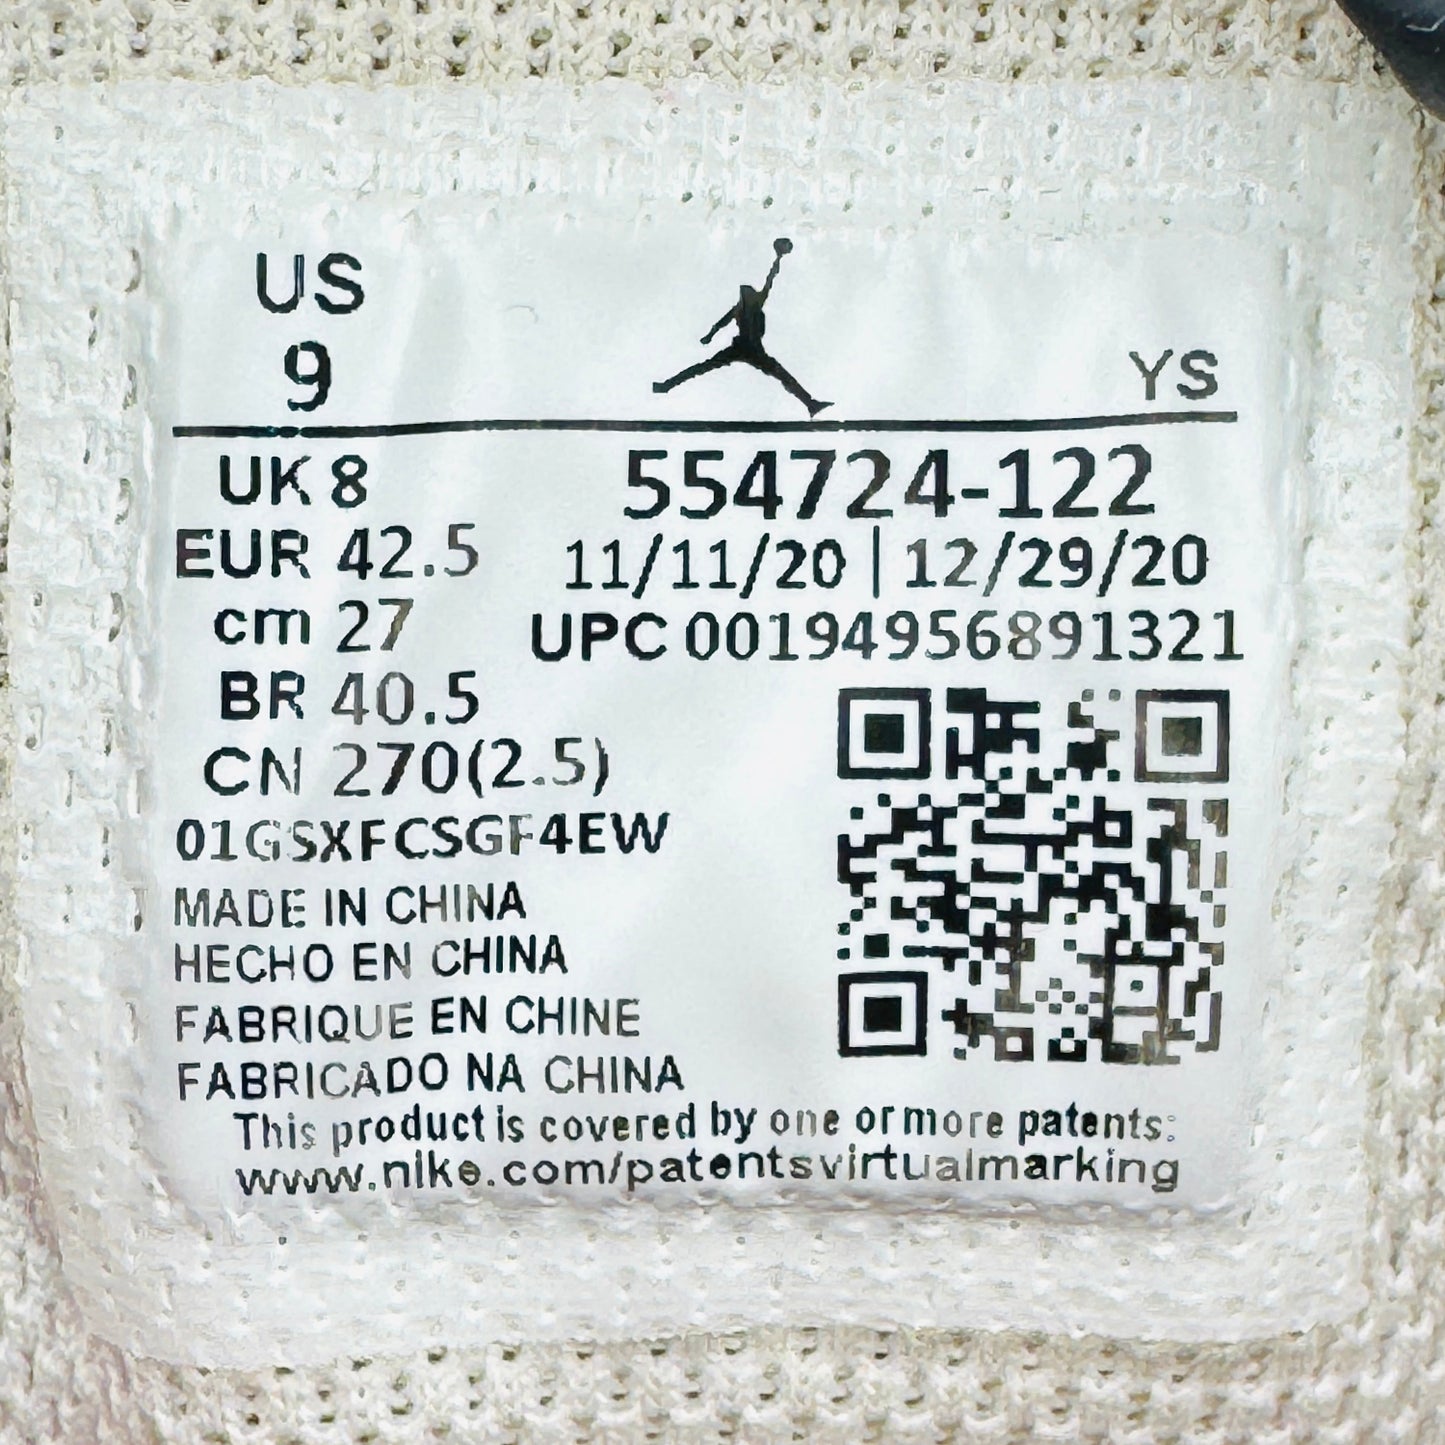 US
9
YS
UK 8
554724-122
EUR 42.5
11/11/20 | 12/29/20
cm 27
UPC 00194956891321
BR 40.5
CN 270(2.5)
01GSXFCSGF4EW
MADE IN CHINA
HECHO EN CHINA
FABRIQUE EN CHINE
FABRICADO NA CHINA
This product is covered by one or more patents:
www.nike.com/patentsvirtualmarking